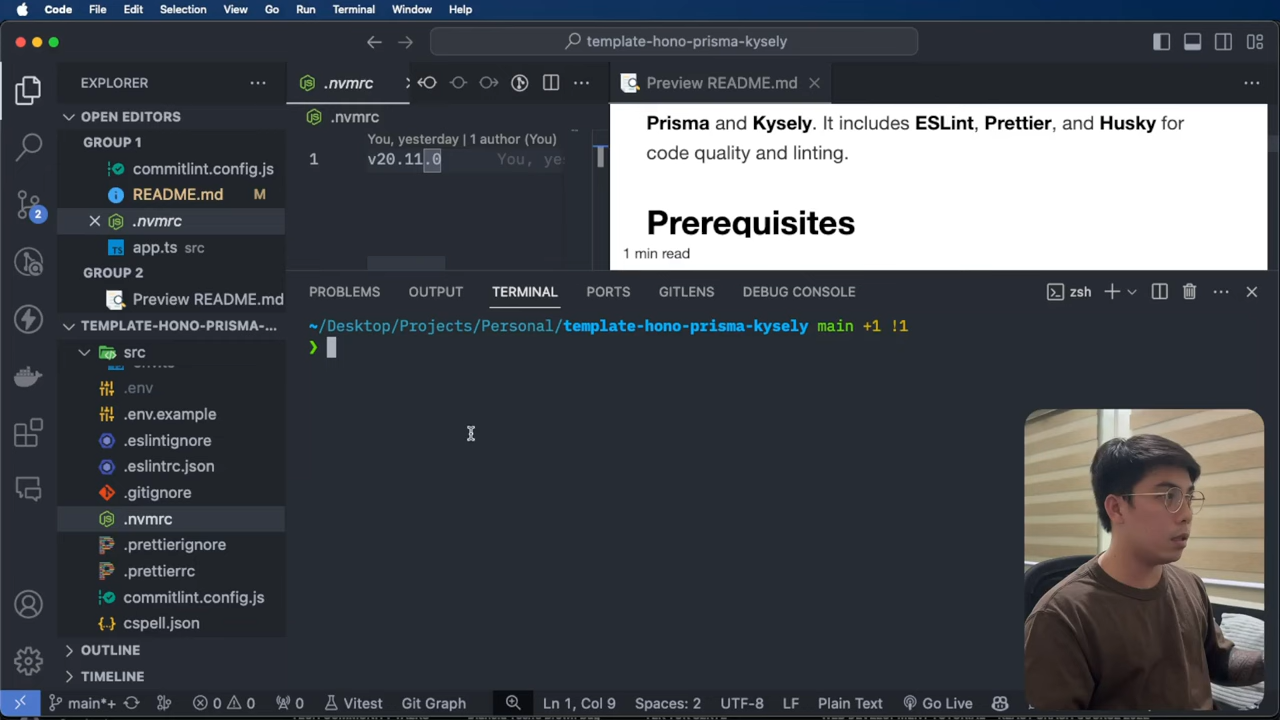 Code File Edit Selection View Go Run Terminal Window Help
template-hono-prisma-kysely
EXPLORER
OPEN EDITORS
GROUP 1
commitlint.config.js
README.md M
.nvmrc
app.ts src
GROUP 2
Preview README.md
TEMPLATE-HONO-PRISMA-...
src
.env
.env.example
.eslintignore
.eslintrc.json
.gitignore
.nvmrc
.prettierignore
.prettierrc
commitlint.config.js
cspell.json
OUTLINE
TIMELINE
2
.nvmrc
.nvmrc
You, yesterday | 1 author (You)
1 v20.11.0 You, yes
Preview README.md
Prisma and Kysely. It includes ESLint, Prettier, and Husky for
code quality and linting.
Prerequisites
1 min read
PROBLEMS OUTPUT TERMINAL PORTS GITLENS DEBUG CONSOLE
zsh
~/Desktop/Projects/Personal/template-hono-prisma-kysely main +1 !1
❯
main*+ 0 0 0 Vitest Git Graph Ln 1, Col 9 Spaces: 2 UTF-8 LF Plain Text Go Live